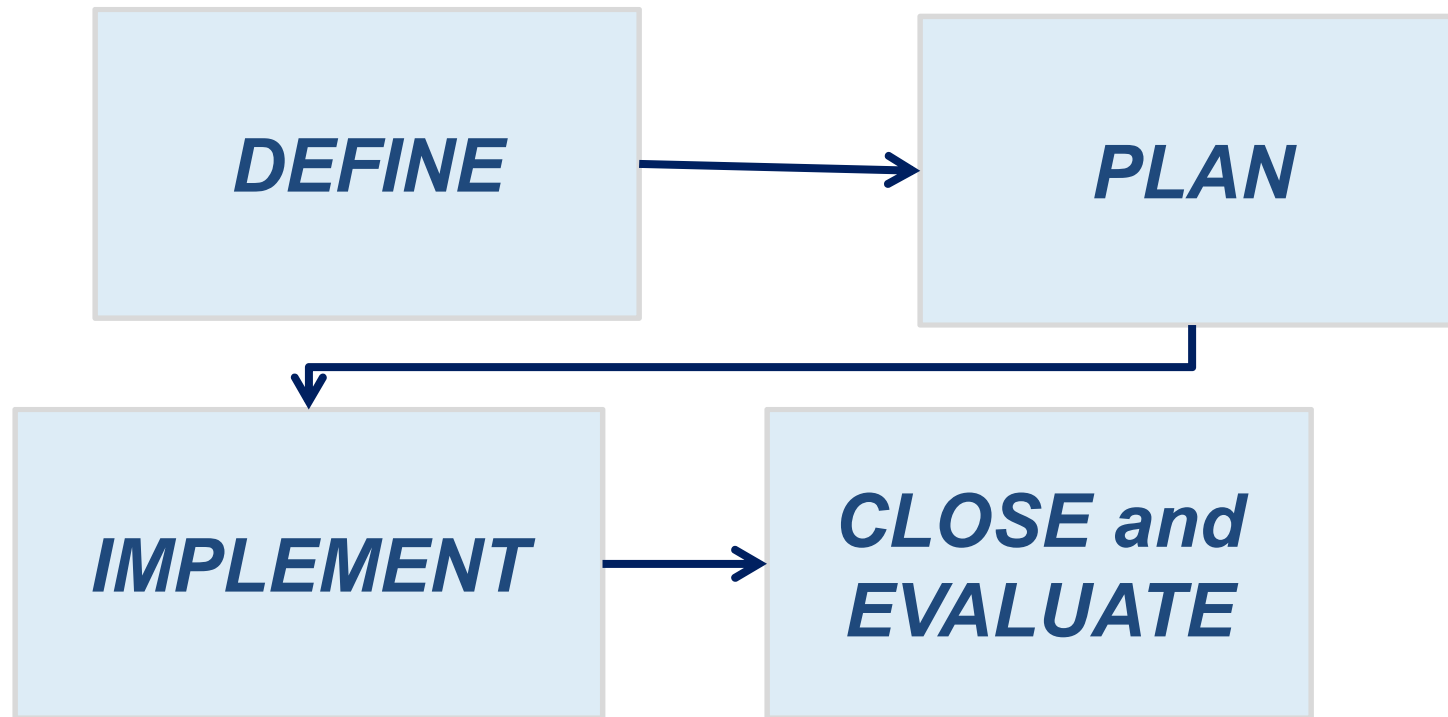 DEFINE
PLAN
IMPLEMENT
CLOSE and
EVALUATE